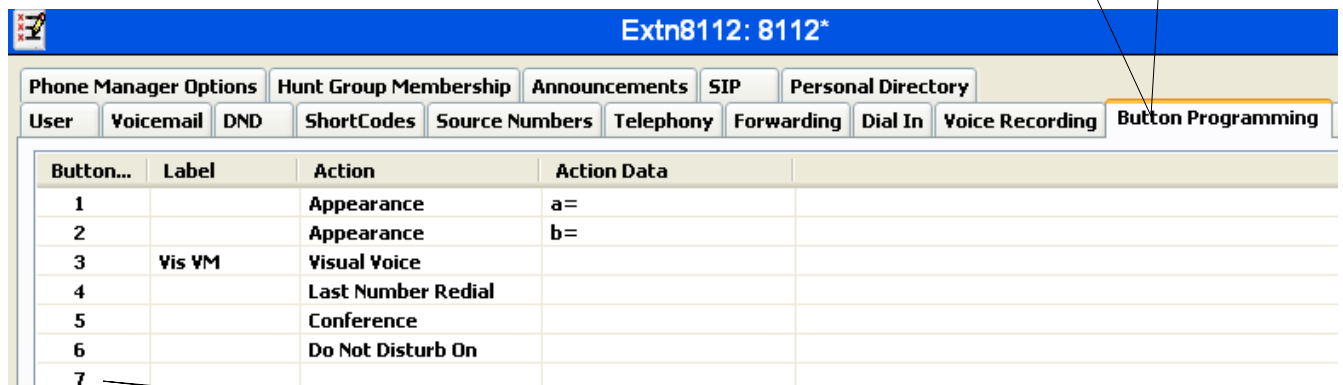 Extn8112: 8112*
Phone Manager Options Hunt Group Membership Announcements SIP Personal Directory
User Voicemail DND ShortCodes Source Numbers Telephony Forwarding Dial In Voice Recording Button Programming
Button... Label Action Action Data
1 Appearance a=
2 Appearance b=
3 Vis VM Visual Voice
4 Last Number Redial
5 Conference
6 Do Not Disturb On
7